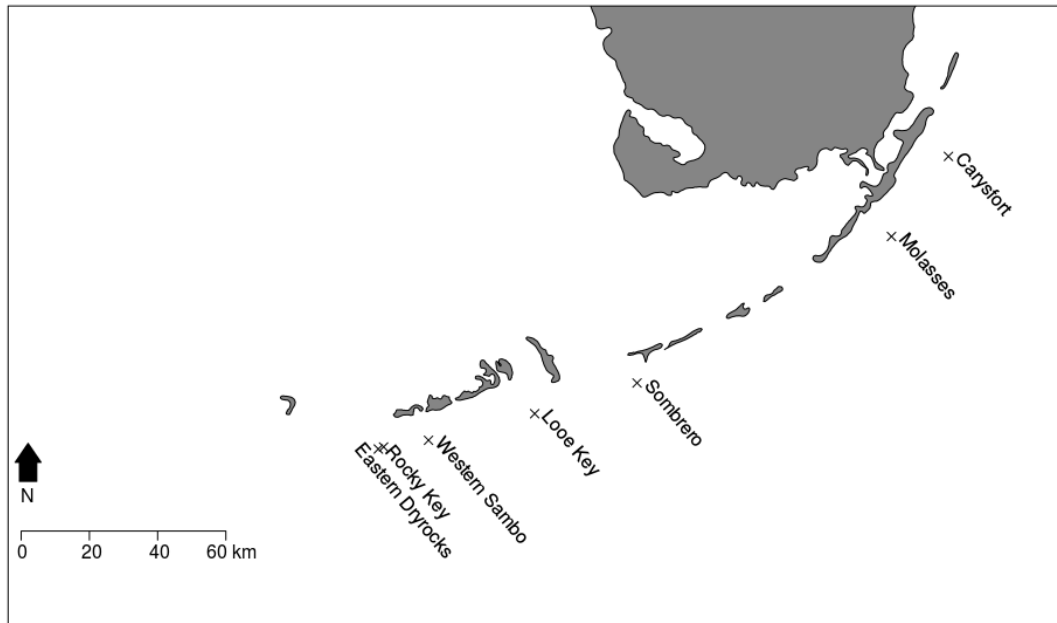 Carysfort
Molasses
Sombrero
Looe Key
Western Sambo
Rocky Key
Eastern Dryrocks
N
0 20 40 60 km